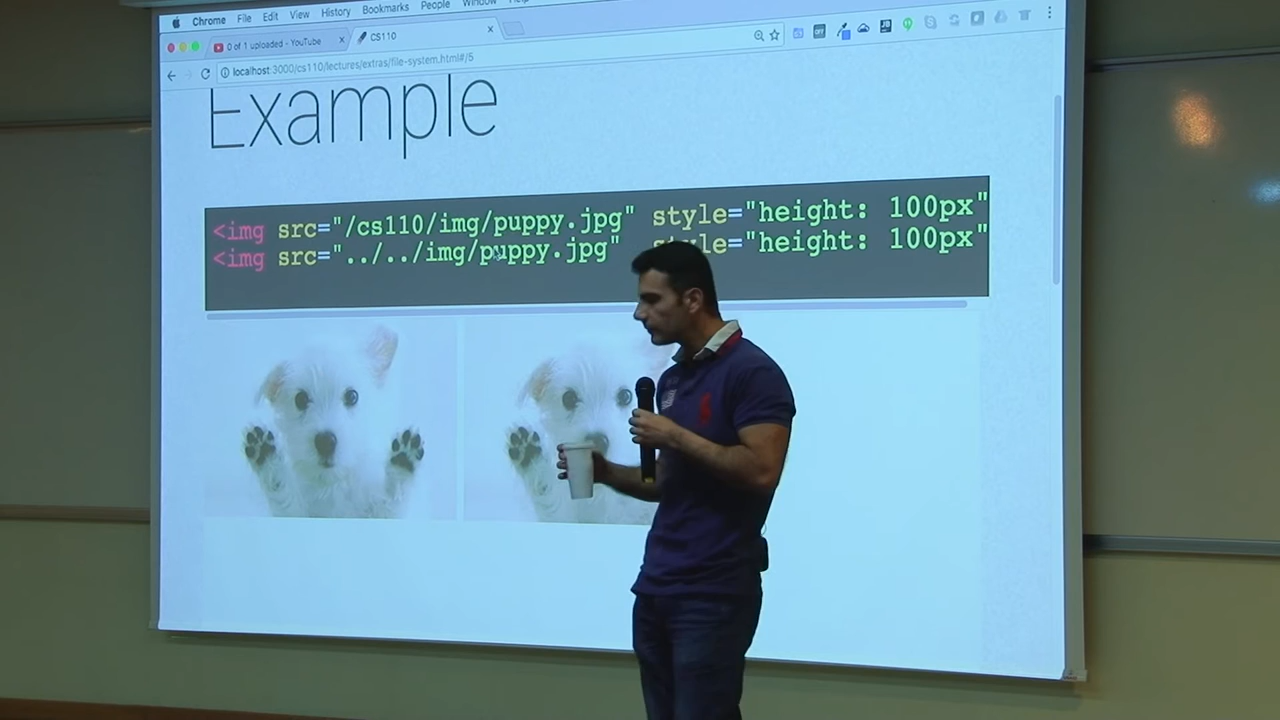 Chrome File Edit View History Bookmarks People Window
0 of 1 uploaded - YouTube
CS110
localhost:3000/cs110/lectures/extras/file-system.html#/5
Example
<img src="/cs110/img/puppy.jpg" style="height: 100px"
<img src="../../img/puppy.jpg" style="height: 100px"